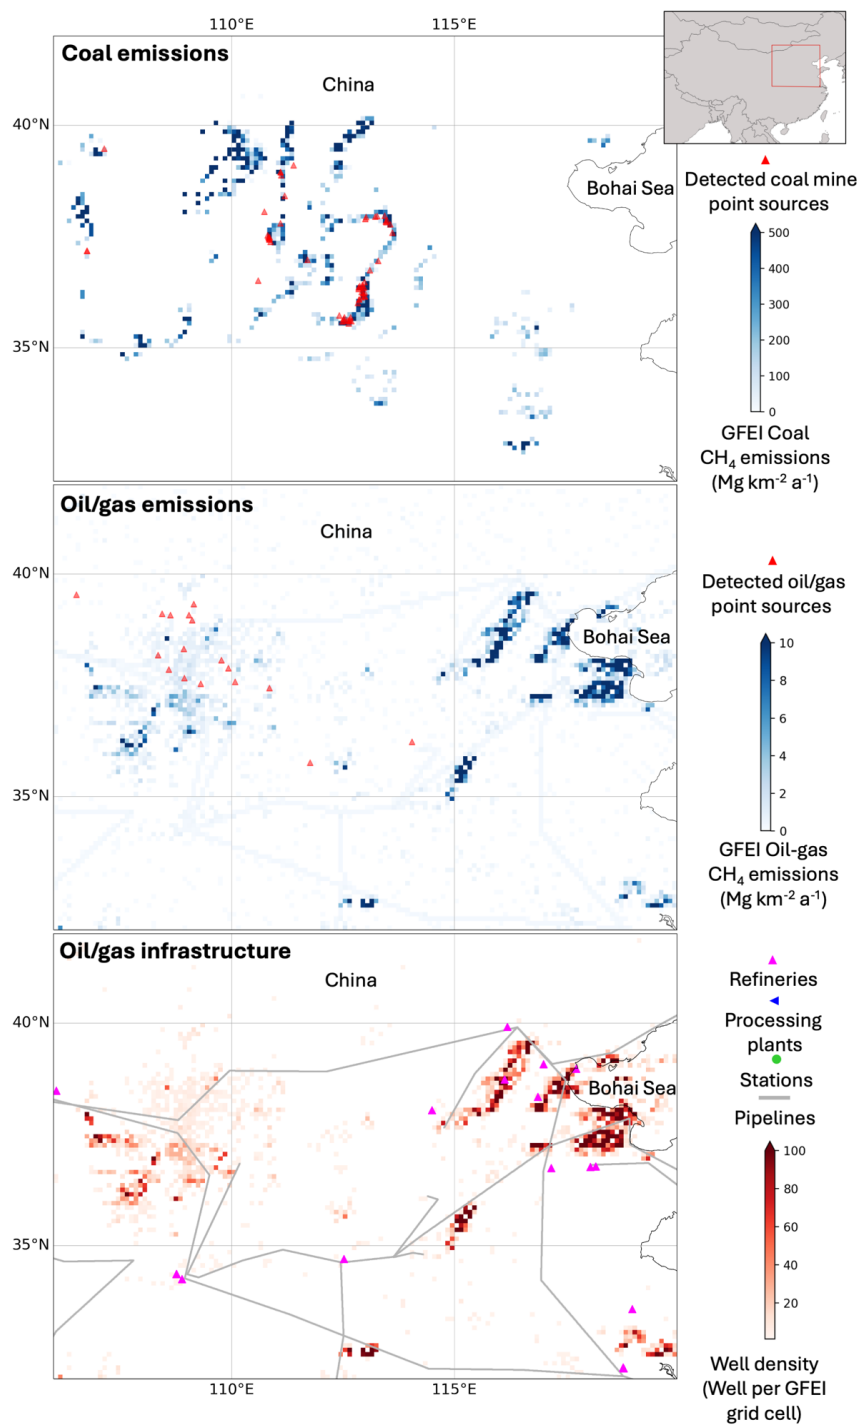 110°E
115°E
Coal emissions
China
40°N
Bohai Sea
35°N
Detected coal mine
point sources
500
400
300
200
100
0
GFEI Coal
CH₄ emissions
(Mg km⁻² a⁻¹)
Oil/gas emissions
China
40°N
Bohai Sea
35°N
Detected oil/gas
point sources
10
8
6
4
2
0
GFEI Oil-gas
CH₄ emissions
(Mg km⁻² a⁻¹)
Oil/gas infrastructure
China
40°N
Bohai Sea
35°N
110°E
115°E
Refineries
Processing
plants
Stations
Pipelines
100
80
60
40
20
Well density
(Well per GFEI
grid cell)